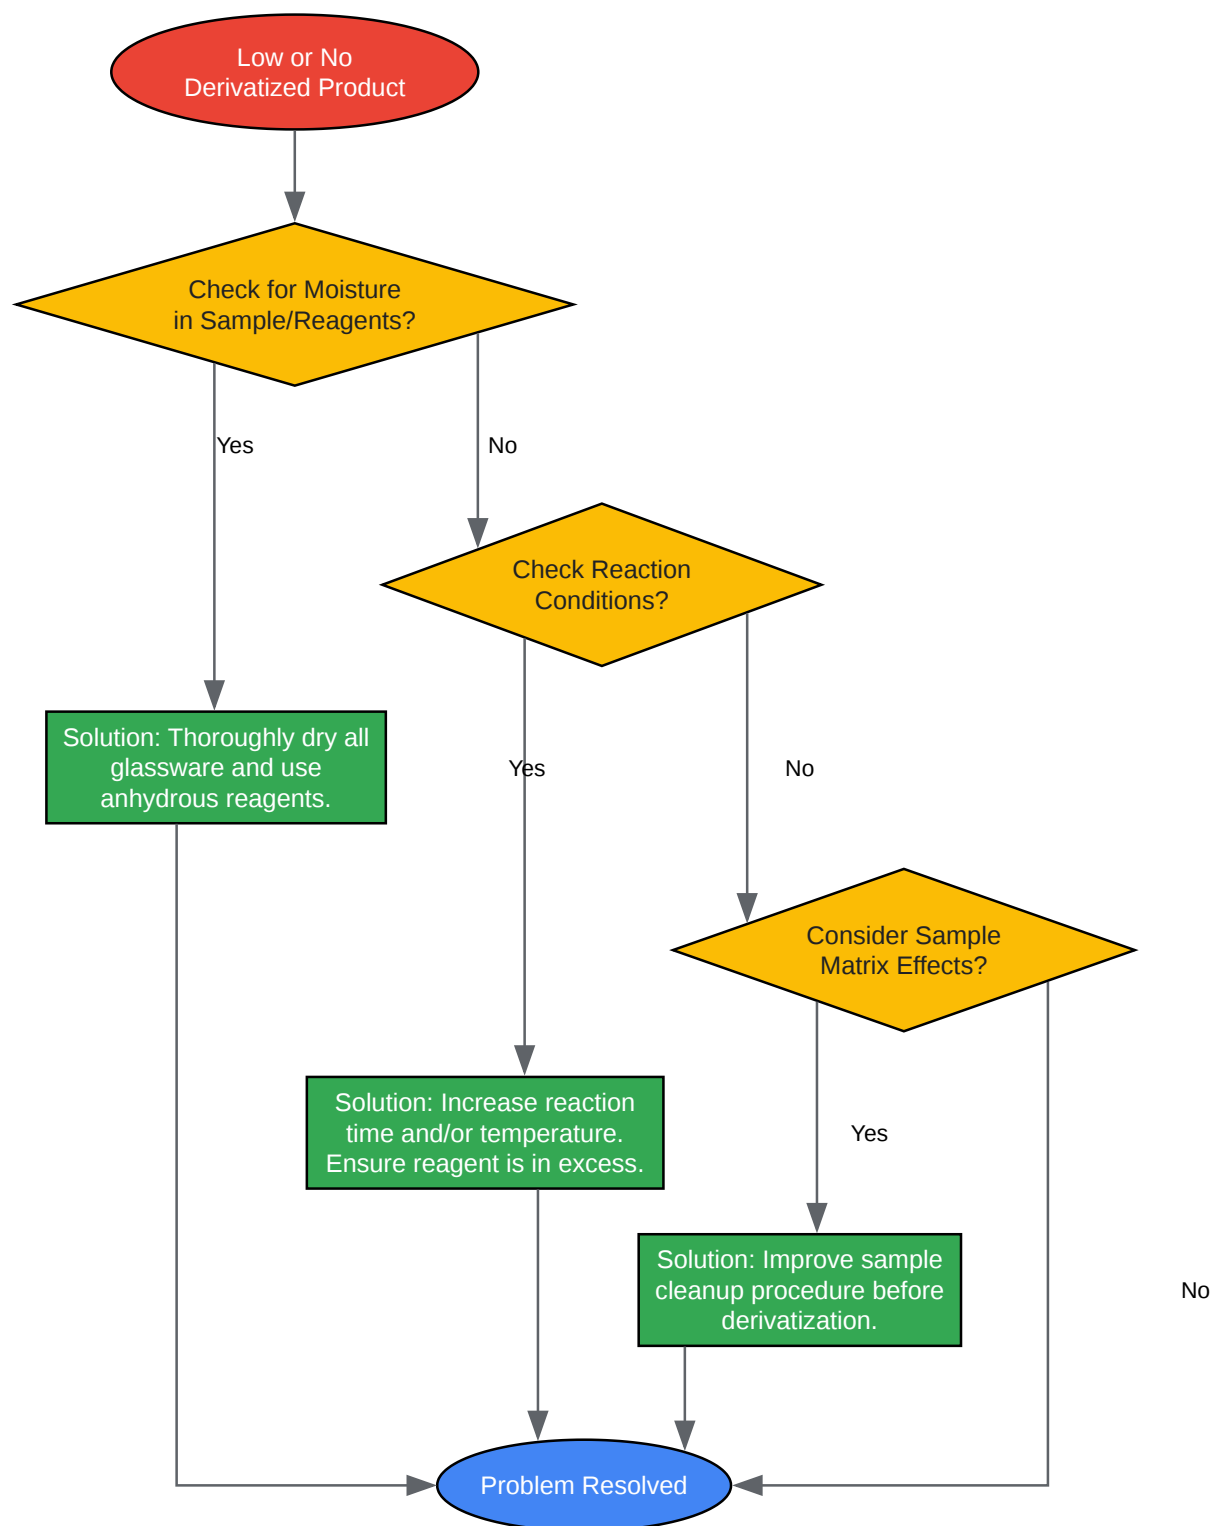 Low or No
Derivatized Product
Check for Moisture
in Sample/Reagents?
Yes
No
Check Reaction
Conditions?
Solution: Thoroughly dry all
glassware and use
anhydrous reagents.
Yes
No
Consider Sample
Matrix Effects?
Solution: Increase reaction
time and/or temperature.
Ensure reagent is in excess.
Yes
Solution: Improve sample
cleanup procedure before
derivatization.
No
Problem Resolved